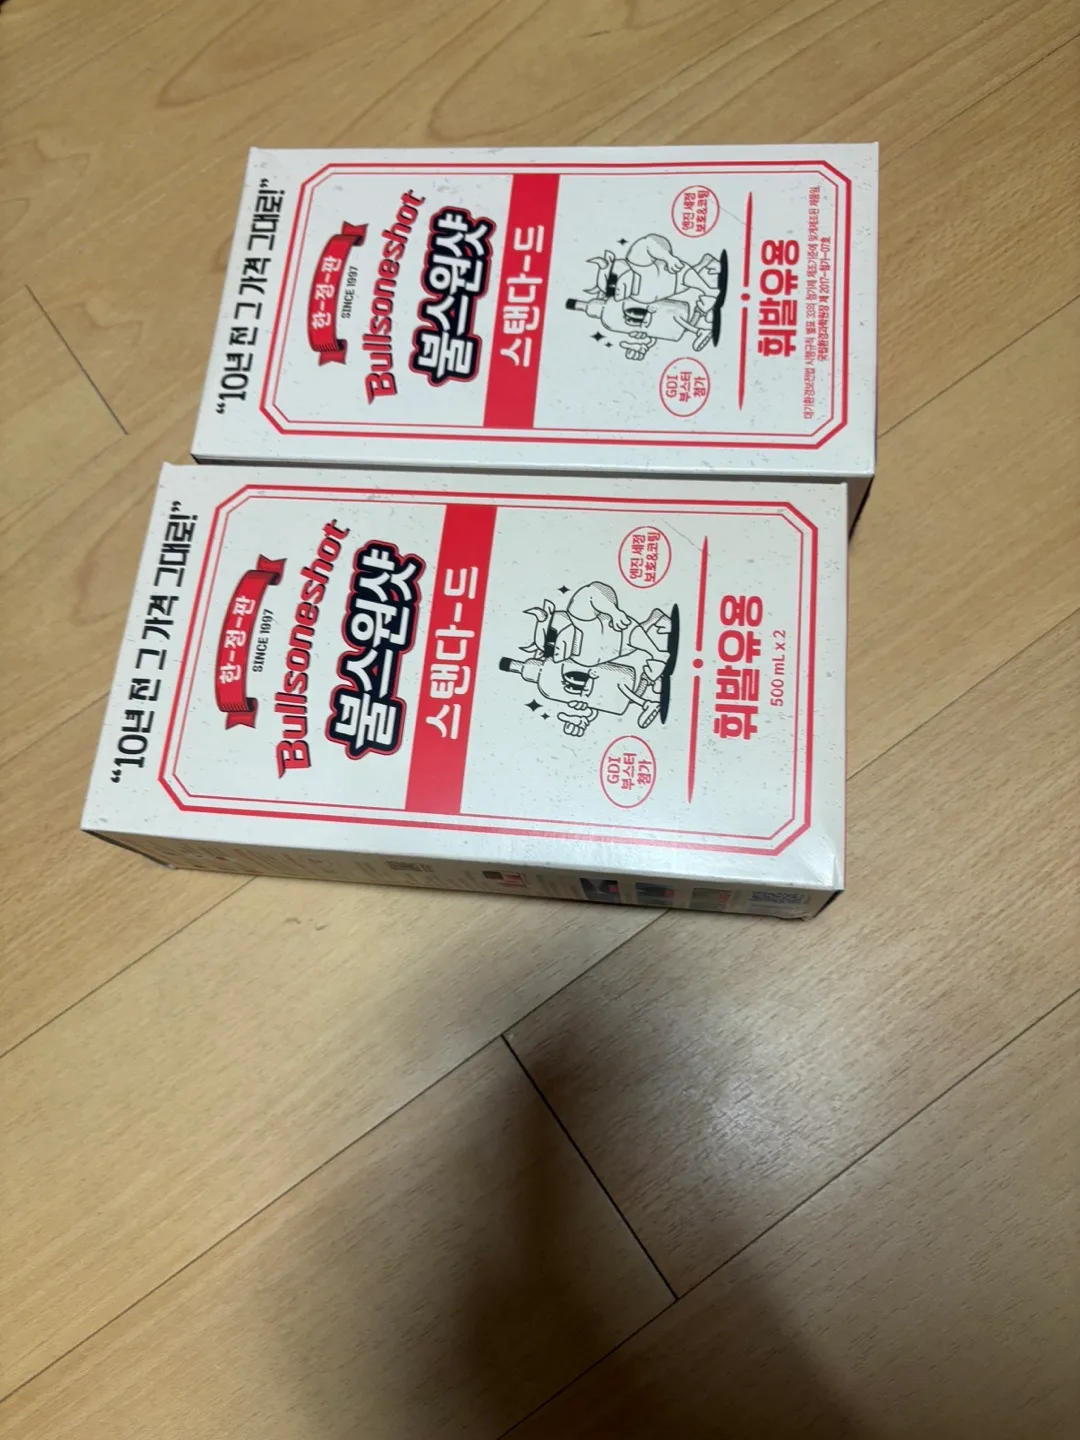 “10년 전 그 가격 그대로!”
한-정-판
SINCE 1997
Bullsoneshot
불스원샷
스탠다-드
엔진 세정
보호&코팅
GDI
부스터
첨가
휘발유용
“10년 전 그 가격 그대로!”
한-정-판
SINCE 1997
Bullsoneshot
불스원샷
스탠다-드
엔진 세정
보호&코팅
GDI
부스터
첨가
휘발유용
500 mL x 2